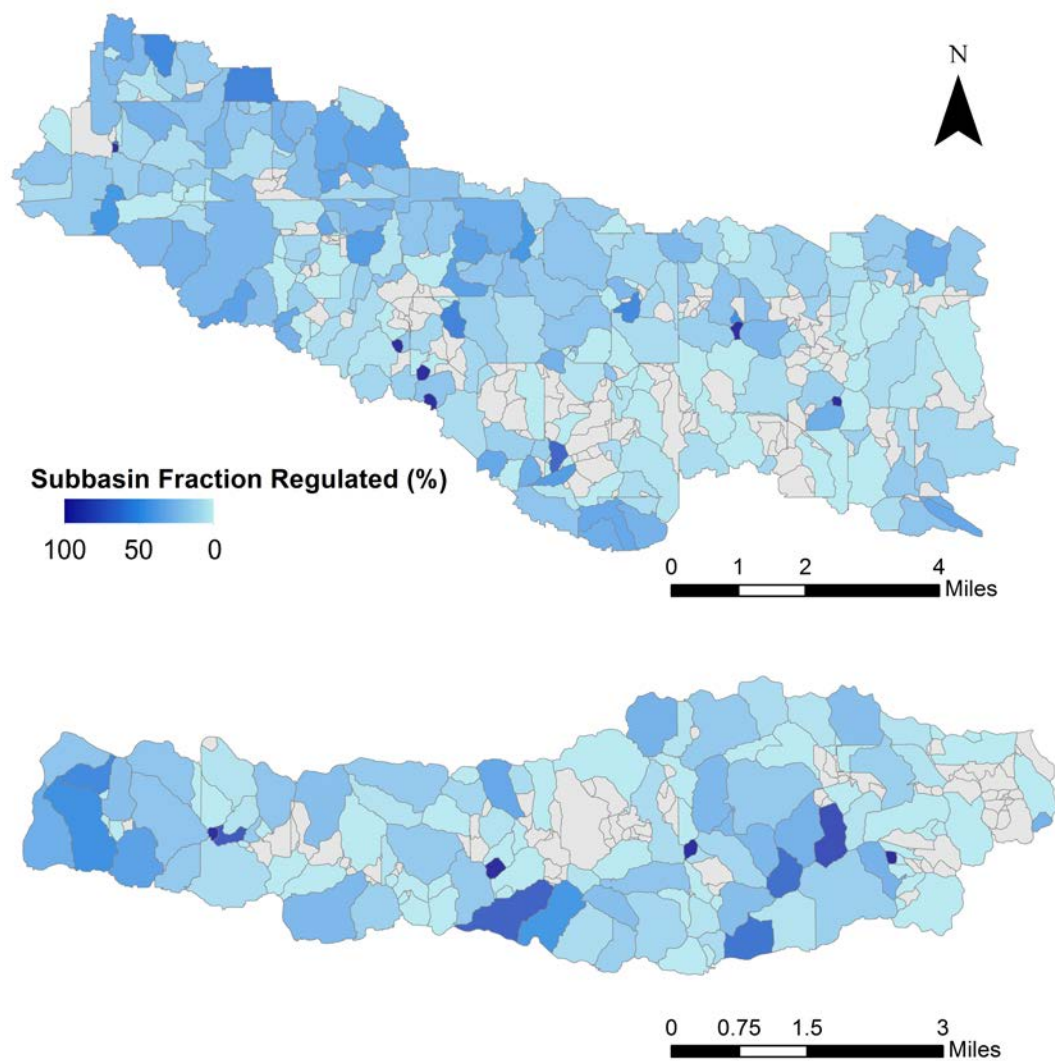 N
Subbasin Fraction Regulated (%)
100 50 0
0 1 2 4
Miles
0 0.75 1.5 3
Miles